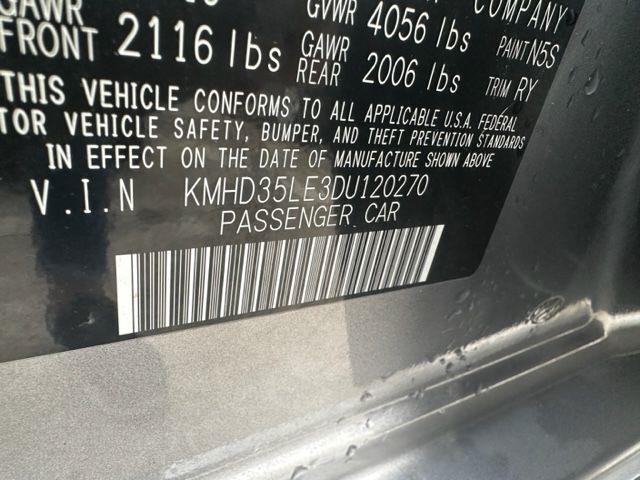 GAWR
FRONT 2116 lbs
GVWR 4056 lbs
GAWR
REAR 2006 lbs
COMPANY
PAINT N5S
TRIM RY
THIS VEHICLE CONFORMS TO ALL APPLICABLE U.S.A. FEDERAL
TOR VEHICLE SAFETY, BUMPER, AND THEFT PREVENTION STANDARDS
IN EFFECT ON THE DATE OF MANUFACTURE SHOWN ABOVE
V.I.N KMHD35LE3DU120270
PASSENGER CAR